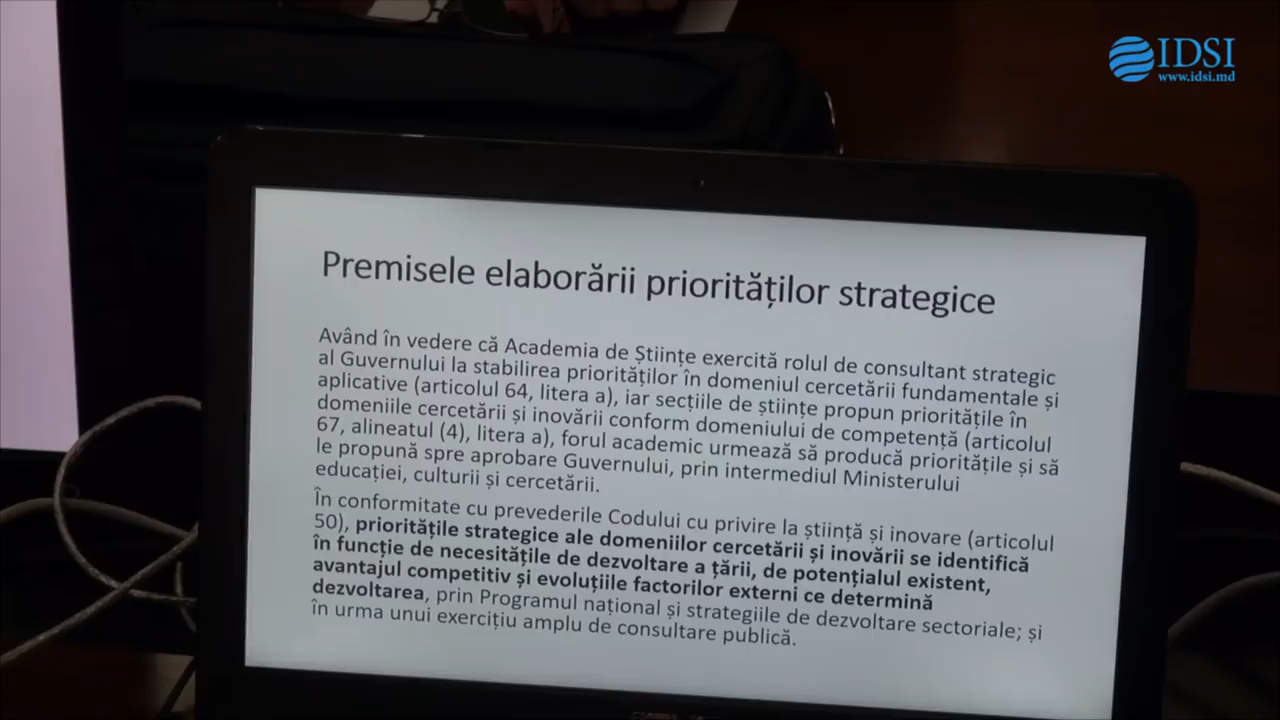 IDSI
www.idsi.md
Premisele elaborării priorităților strategice
Având în vedere că Academia de Științe exercită rolul de consultant strategic
al Guvernului la stabilirea priorităților în domeniul cercetării fundamentale și
aplicative (articolul 64, litera a), iar secțiile de științe propun prioritățile în
domeniile cercetării și inovării conform domeniului de competență (articolul
67, alineatul (4), litera a), forul academic urmează să producă prioritățile și să
le propună spre aprobare Guvernului, prin intermediul Ministerului
educației, culturii și cercetării.
În conformitate cu prevederile Codului cu privire la știință și inovare (articolul
50), prioritățile strategice ale domeniilor cercetării și inovării se identifică
în funcție de necesitățile de dezvoltare a țării, de potențialul existent,
avantajul competitiv și evoluțiile factorilor externi ce determină
dezvoltarea, prin Programul național și strategiile de dezvoltare sectoriale; și
în urma unui exercițiu amplu de consultare publică.